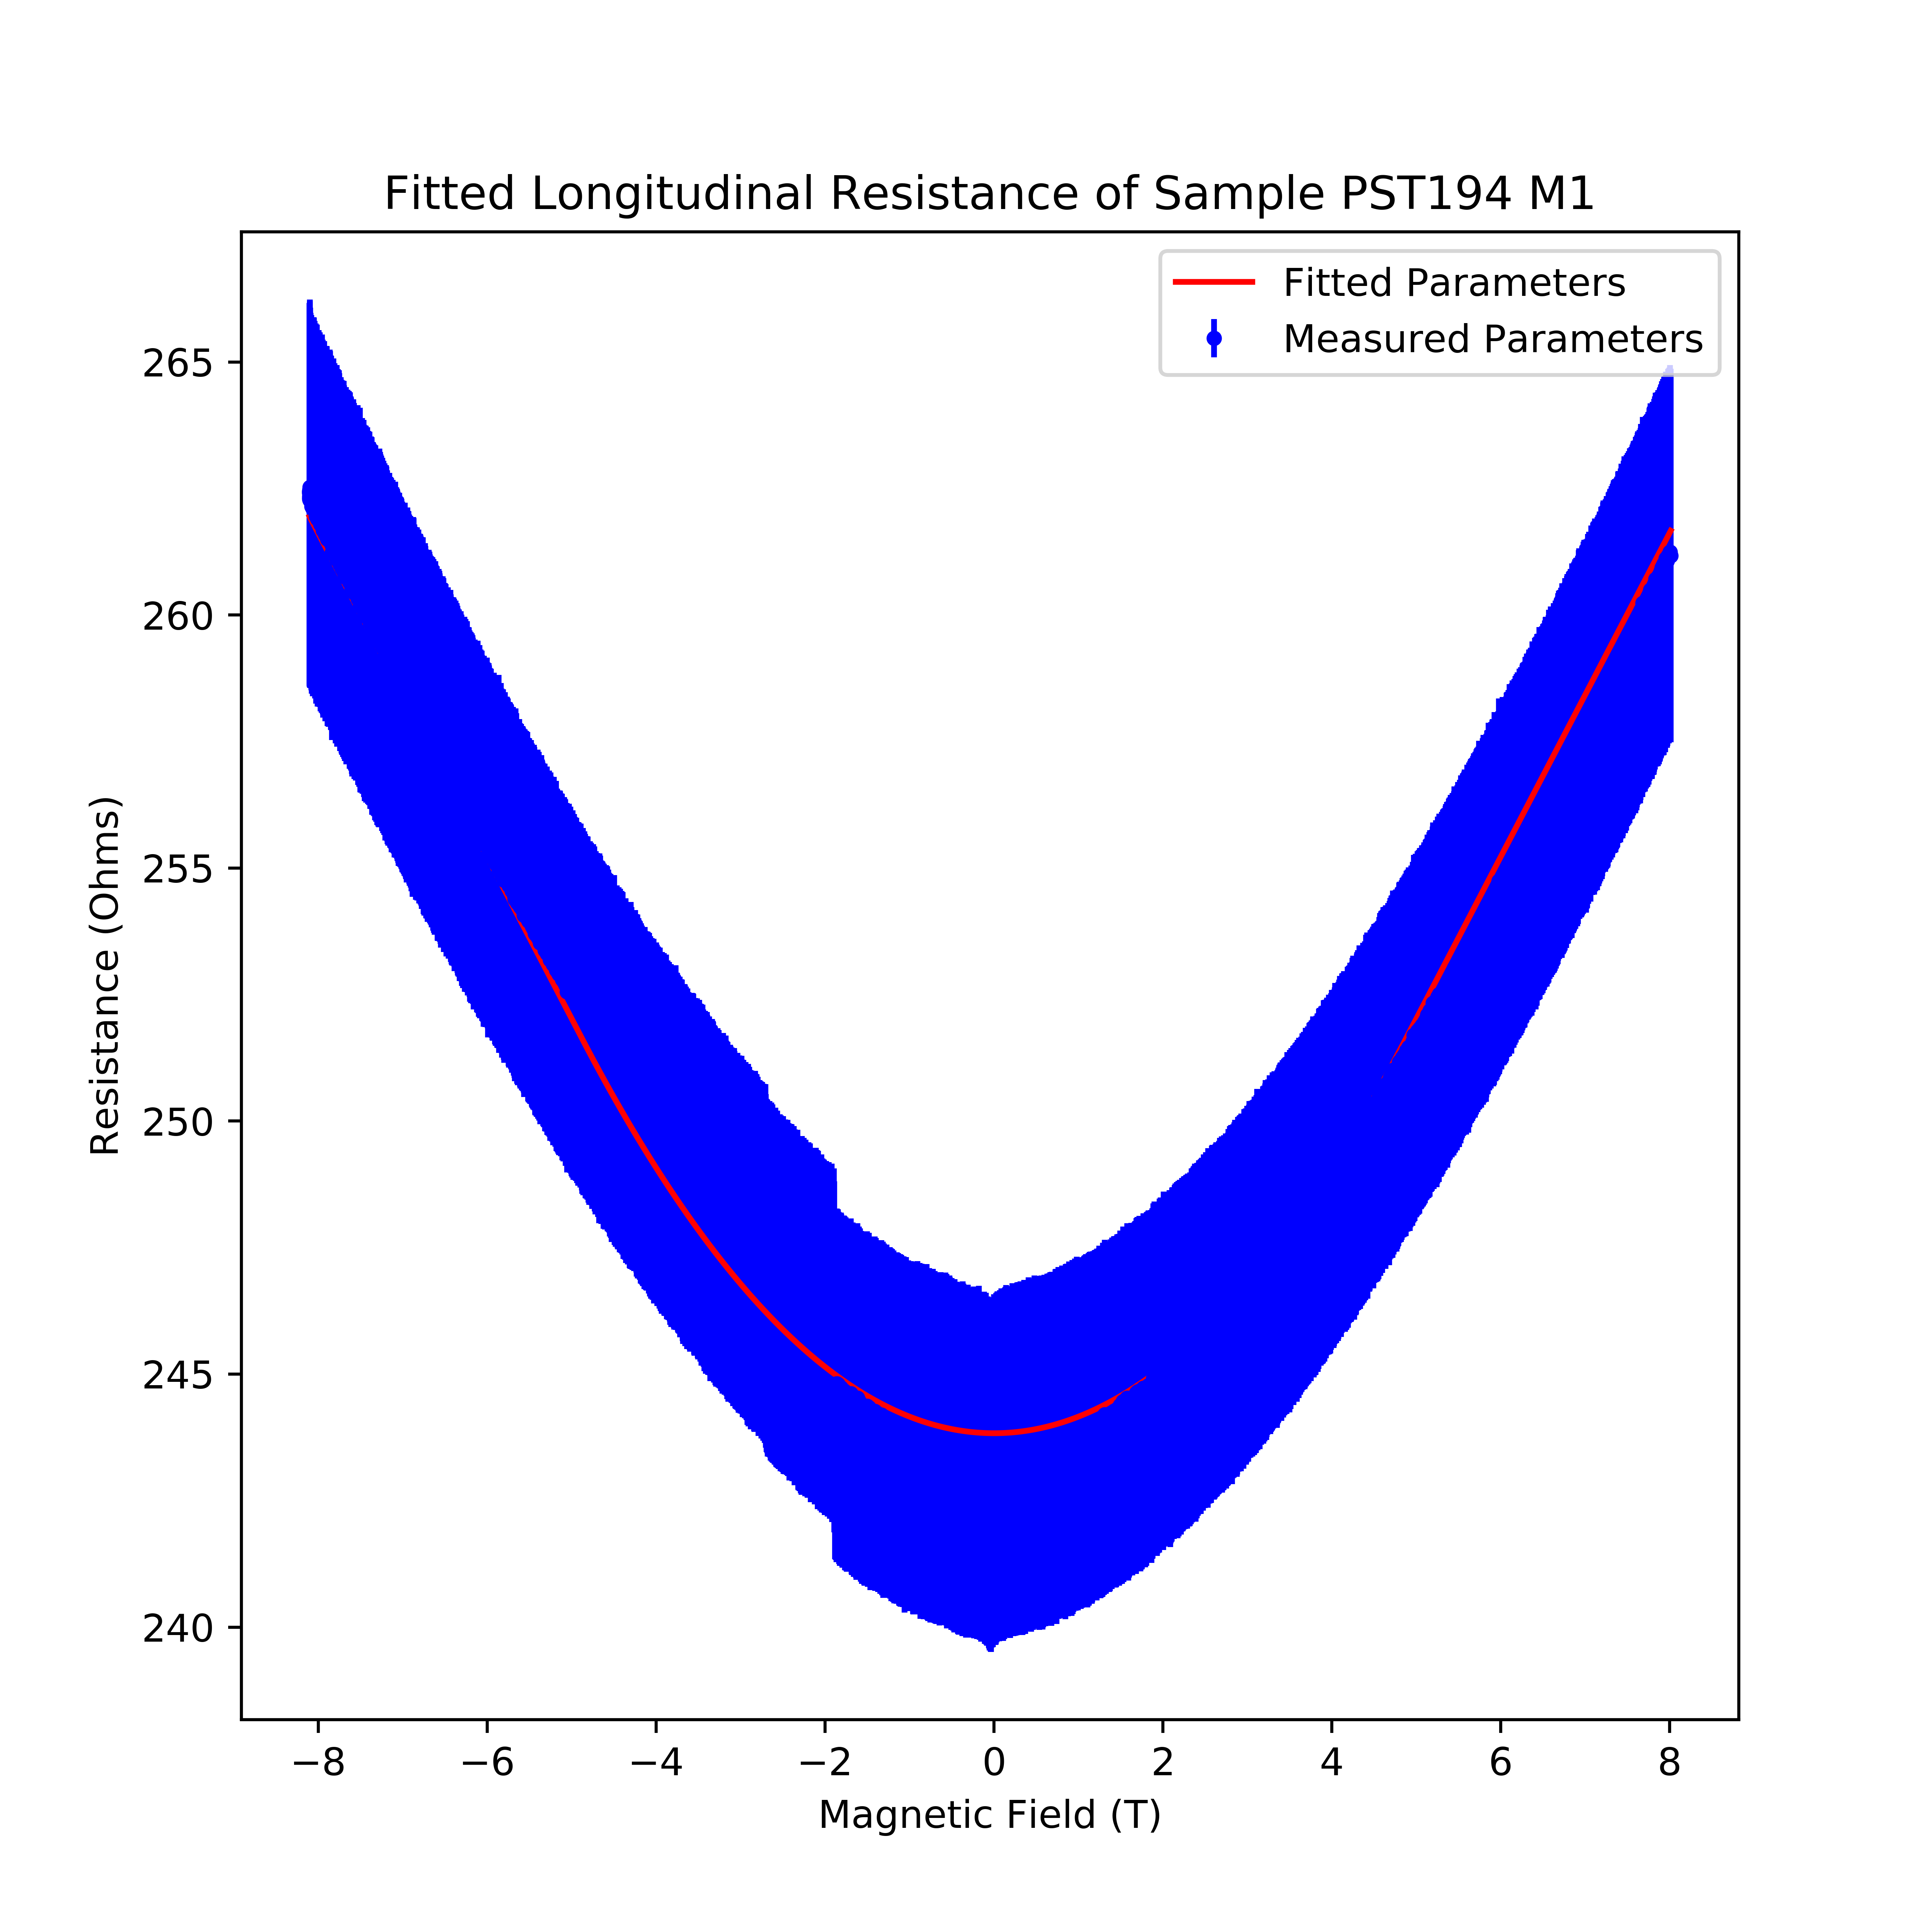 Fitted Longitudinal Resistance of Sample PST194 M1
Fitted Parameters
Measured Parameters
265
260
255
250
245
240
Resistance (Ohms)
−8 −6 −4 −2 0 2 4 6 8
Magnetic Field (T)